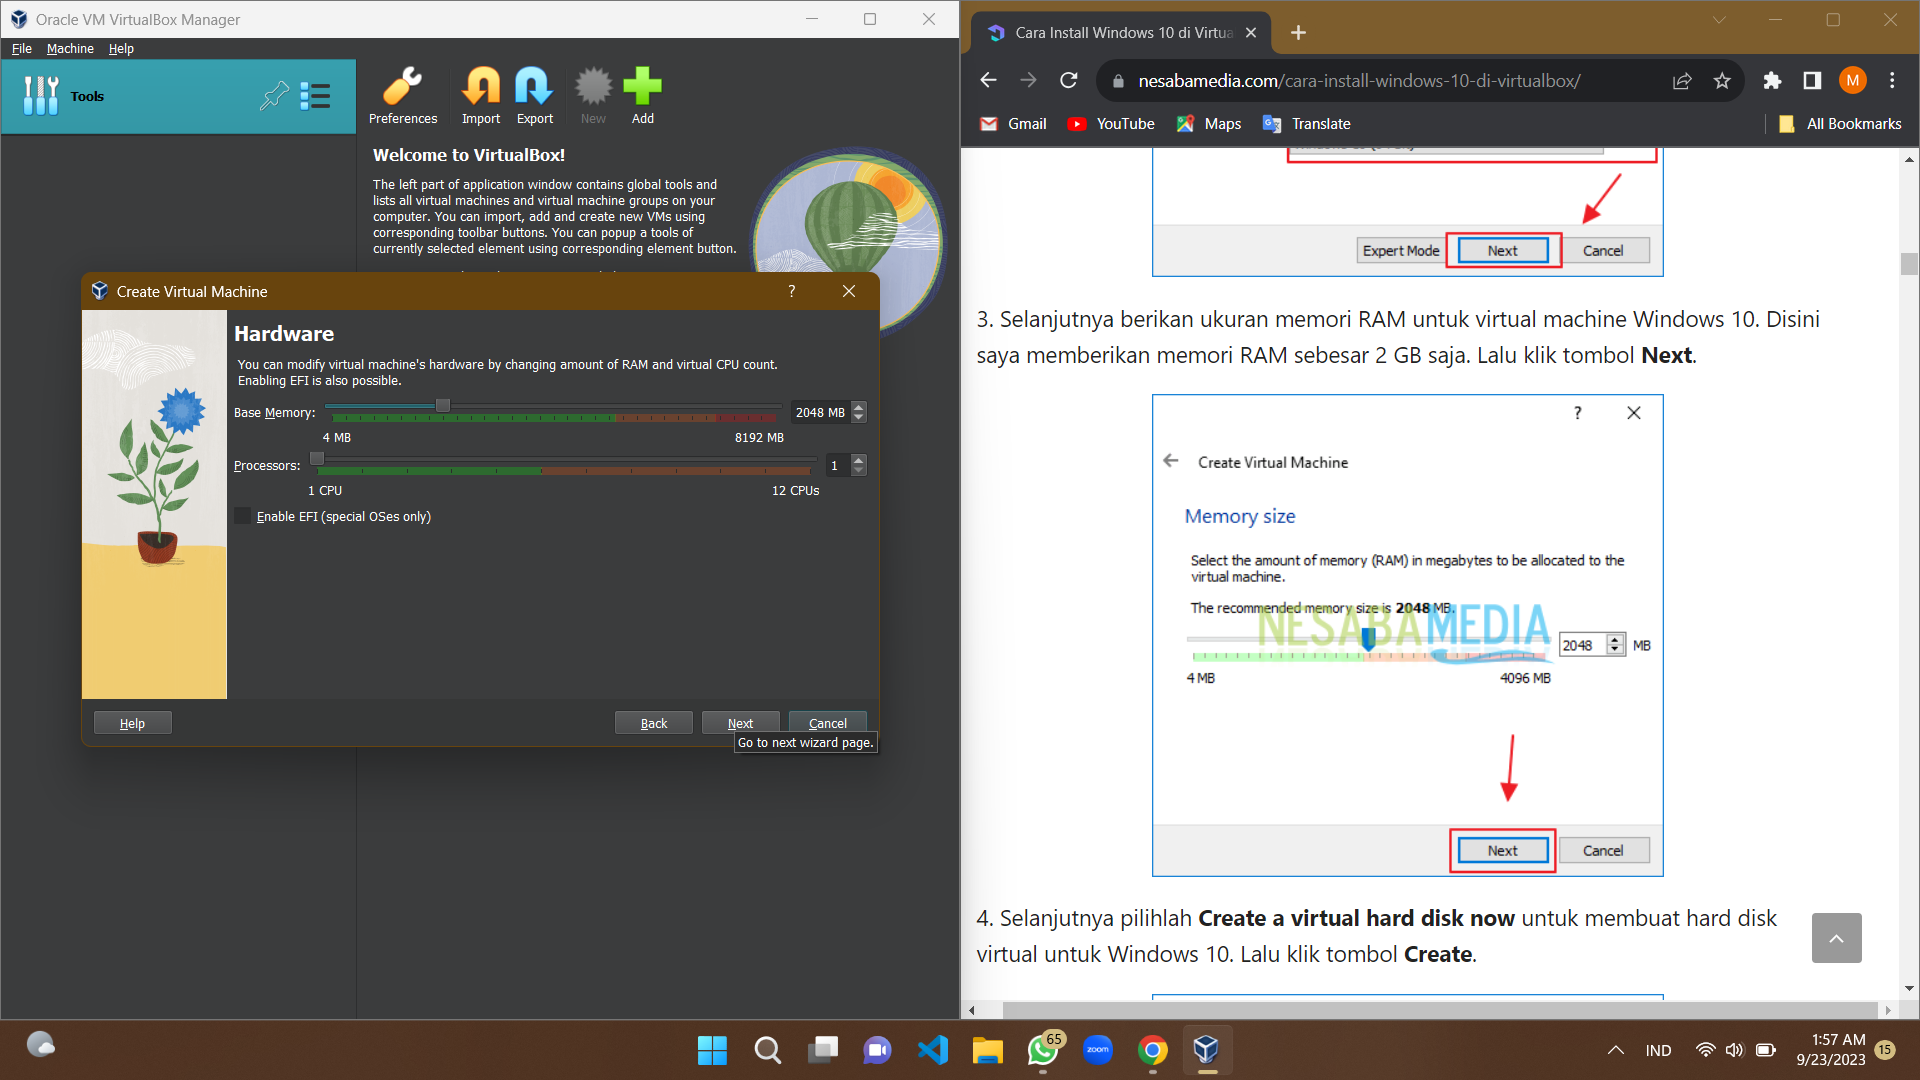 Oracle VM VirtualBox Manager
File Machine Help
Tools
Preferences
Import
Export
New
Add
Welcome to VirtualBox!
The left part of application window contains global tools and
lists all virtual machines and virtual machine groups on your
computer. You can import, add and create new VMs using
corresponding toolbar buttons. You can popup a tools of
currently selected element using corresponding element button.
Create Virtual Machine
?
Hardware
You can modify virtual machine's hardware by changing amount of RAM and virtual CPU count.
Enabling EFI is also possible.
Base Memory:
2048 MB
4 MB
8192 MB
Processors:
1
1 CPU
12 CPUs
Enable EFI (special OSes only)
Help
Back
Next
Cancel
Go to next wizard page.
Cara Install Windows 10 di Virtua
nesabamedia.com/cara-install-windows-10-di-virtualbox/
M
Gmail
YouTube
Maps
Translate
All Bookmarks
Expert Mode
Next
Cancel
3. Selanjutnya berikan ukuran memori RAM untuk virtual machine Windows 10. Disini
saya memberikan memori RAM sebesar 2 GB saja. Lalu klik tombol Next.
?
Create Virtual Machine
Memory size
Select the amount of memory (RAM) in megabytes to be allocated to the
virtual machine.
The recommended memory size is 2048 MB.
NESABAMEDIA
2048
MB
4 MB
4096 MB
Next
Cancel
4. Selanjutnya pilihlah Create a virtual hard disk now untuk membuat hard disk
virtual untuk Windows 10. Lalu klik tombol Create.
65
zoom
IND
1:57 AM
9/23/2023
15